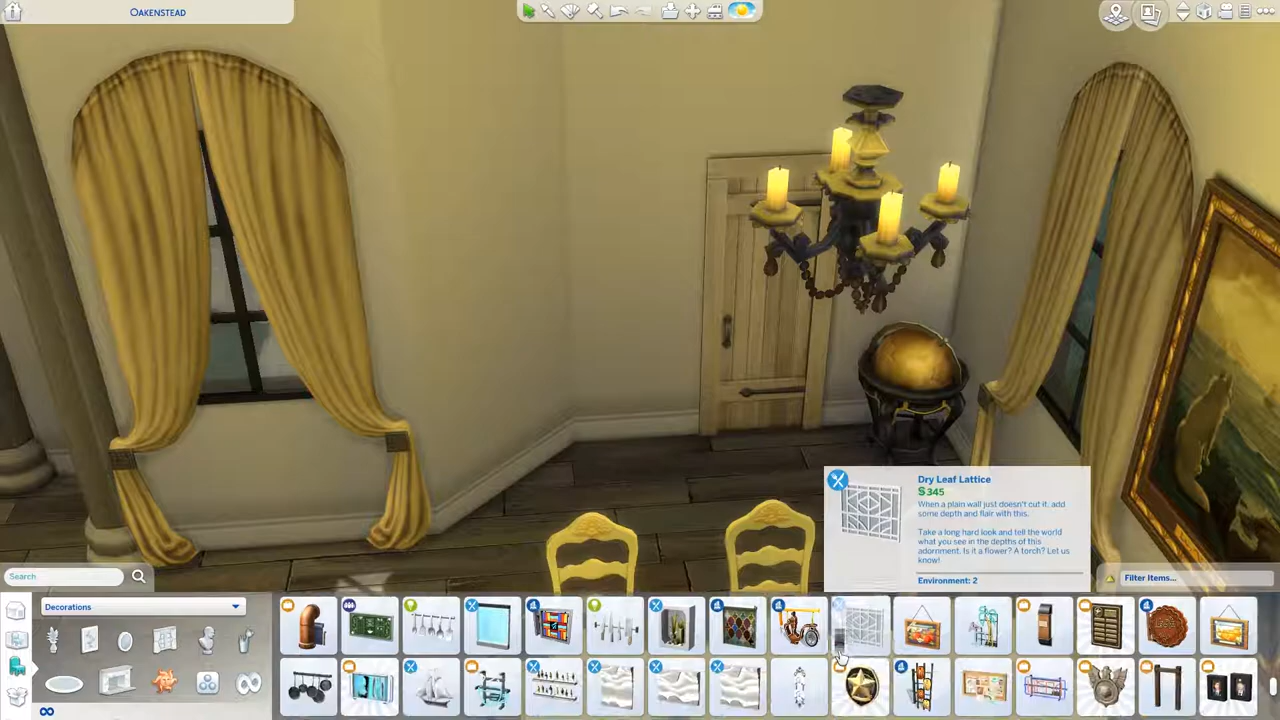 OAKENSTEAD
Dry Leaf Lattice
§345
When a plain wall just doesn't cut it, add
some depth and flair with this.
Take a long hard look and tell the world
what you see in the depths of this
adornment. Is it a flower? A torch? Let us
know!
Environment: 2
Search
Filter Items...
Decorations